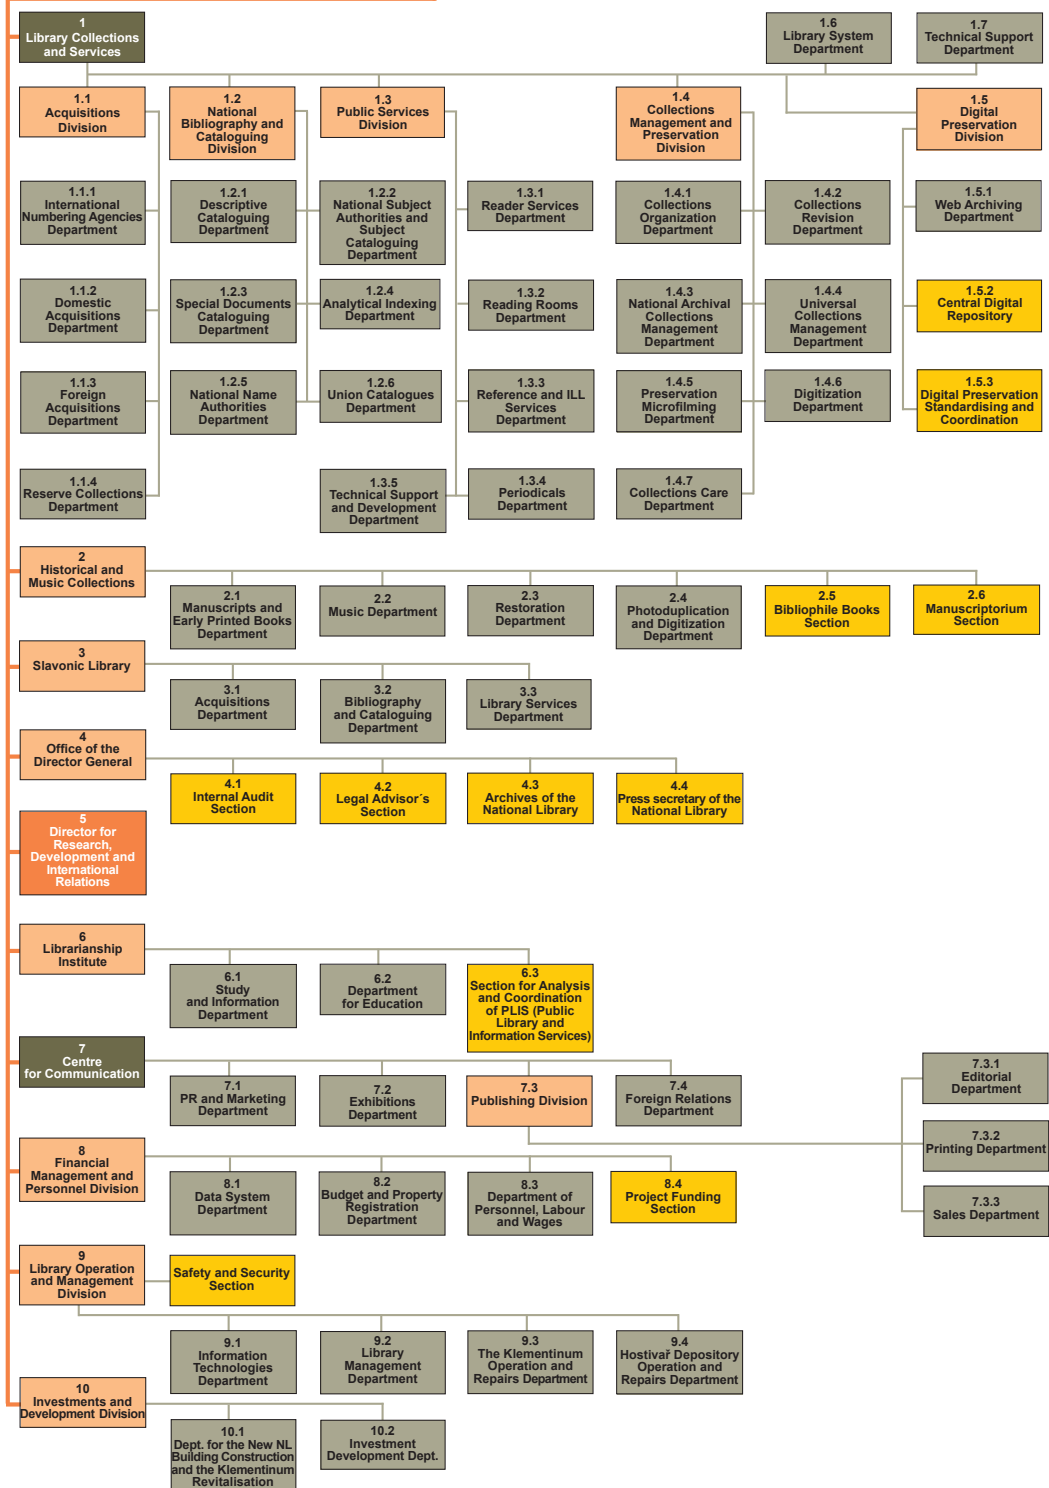 1
Library Collections
and Services
1.6
Library System
Department
1.7
Technical Support
Department
1.1
Acquisitions
Division
1.2
National
Bibliography and
Cataloguing
Division
1.3
Public Services
Division
1.4
Collections
Management and
Preservation
Division
1.5
Digital
Preservation
Division
1.1.1
International
Numbering Agencies
Department
1.2.1
Descriptive
Cataloguing
Department
1.2.2
National Subject
Authorities and
Subject
Cataloguing
Department
1.3.1
Reader Services
Department
1.4.1
Collections
Organization
Department
1.4.2
Collections
Revision
Department
1.5.1
Web Archiving
Department
1.1.2
Domestic
Acquisitions
Department
1.2.3
Special Documents
Cataloguing
Department
1.2.4
Analytical Indexing
Department
1.3.2
Reading Rooms
Department
1.4.3
National Archival
Collections
Management
Department
1.4.4
Universal
Collections
Management
Department
1.5.2
Central Digital
Repository
1.1.3
Foreign
Acquisitions
Department
1.2.5
National Name
Authorities
Department
1.2.6
Union Catalogues
Department
1.3.3
Reference and ILL
Services
Department
1.4.5
Preservation
Microfilming
Department
1.4.6
Digitization
Department
1.5.3
Digital Preservation
Standardising and
Coordination
1.1.4
Reserve Collections
Department
1.3.5
Technical Support
and Development
Department
1.3.4
Periodicals
Department
1.4.7
Collections Care
Department
2
Historical and
Music Collections
2.1
Manuscripts and
Early Printed Books
Department
2.2
Music Department
2.3
Restoration
Department
2.4
Photoduplication
and Digitization
Department
2.5
Bibliophile Books
Section
2.6
Manuscriptorium
Section
3
Slavonic Library
3.1
Acquisitions
Department
3.2
Bibliography
and Cataloguing
Department
3.3
Library Services
Department
4
Office of the
Director General
4.1
Internal Audit
Section
4.2
Legal Advisor´s
Section
4.3
Archives of the
National Library
4.4
Press secretary of the
National Library
5
Director for
Research,
Development and
International
Relations
6
Librarianship
Institute
6.1
Study
and Information
Department
6.2
Department
for Education
6.3
Section for Analysis
and Coordination
of PLIS (Public
Library and
Information Services)
7
Centre
for Communication
7.1
PR and Marketing
Department
7.2
Exhibitions
Department
7.3
Publishing Division
7.4
Foreign Relations
Department
7.3.1
Editorial
Department
7.3.2
Printing Department
7.3.3
Sales Department
8
Financial
Management and
Personnel Division
8.1
Data System
Department
8.2
Budget and Property
Registration
Department
8.3
Department of
Personnel, Labour
and Wages
8.4
Project Funding
Section
9
Library Operation
and Management
Division
Safety and Security
Section
9.1
Information
Technologies
Department
9.2
Library
Management
Department
9.3
The Klementinum
Operation and
Repairs Department
9.4
Hostivař Depository
Operation and
Repairs Department
10
Investments and
Development Division
10.1
Dept. for the New NL
Building Construction
and the Klementinum
Revitalisation
10.2
Investment
Development Dept.